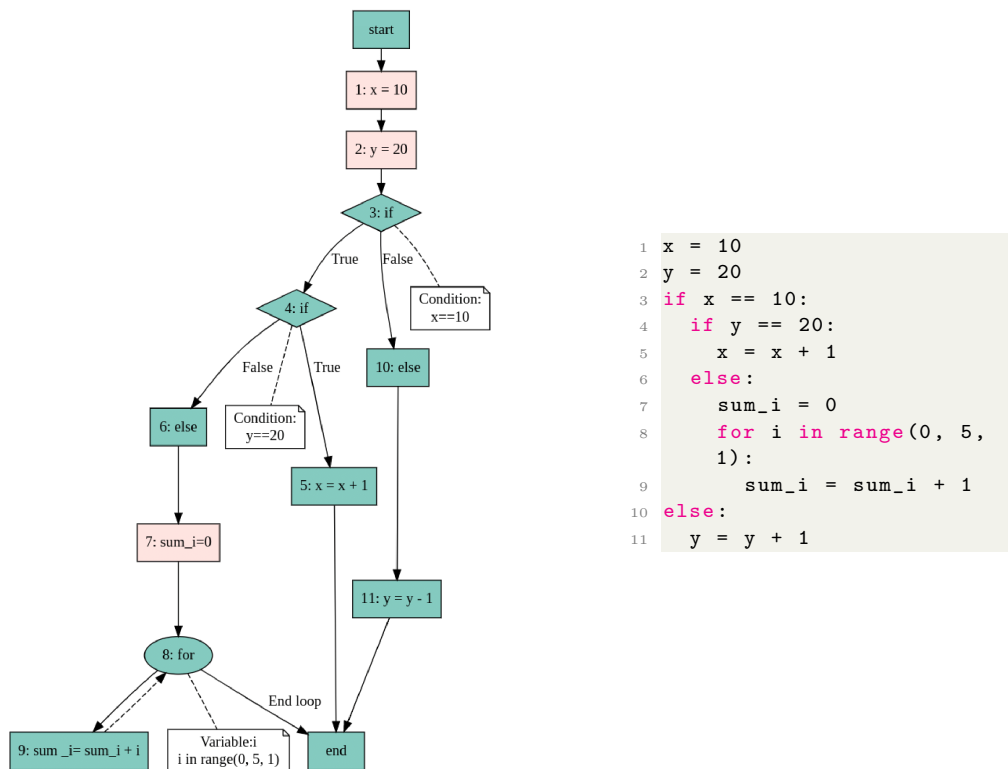 start
1: x = 10
2: y = 20
3: if
True
False
4: if
Condition:
x==10
False
True
10: else
6: else
Condition:
y==20
5: x = x + 1
7: sum_i=0
11: y = y - 1
8: for
End loop
9: sum _i= sum_i + i
Variable:i
i in range(0, 5, 1)
end
1 x = 10
2 y = 20
3 if x == 10:
4 if y == 20:
5 x = x + 1
6 else:
7 sum_i = 0
8 for i in range(0, 5,
1):
9 sum_i = sum_i + 1
10 else:
11 y = y + 1